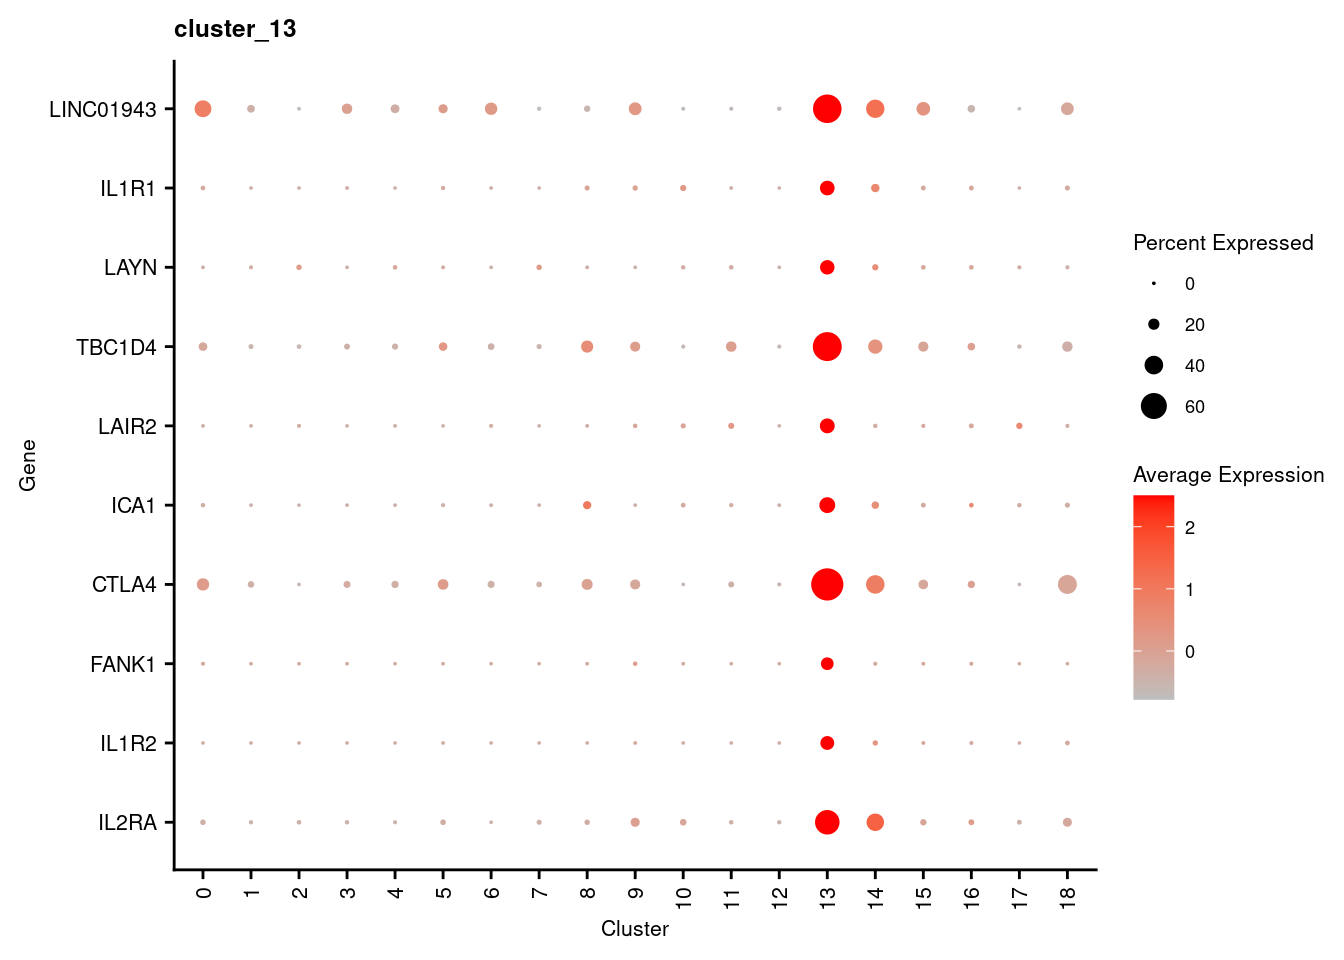 cluster_13
LINC01943
IL1R1
LAYN
TBC1D4
LAIR2
ICA1
CTLA4
FANK1
IL1R2
IL2RA
Gene
0 1 2 3 4 5 6 7 8 9 10 11 12 13 14 15 16 17 18
Cluster
Percent Expressed
0
20
40
60
Average Expression
2
1
0